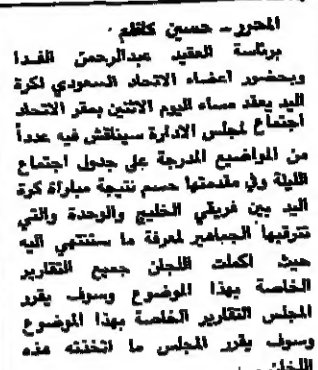 المحرر ـ حسين كاظم .
برئاسة العقيد عبدالرحمن الفدا
وبحضور اعضاء الاتحاد السعودي لكرة
اليد يعقد مساء اليوم الاثنين بمقر الاتحاد
اجتماع لمجلس الادارة سيناقش فيه عدداً
من المواضيع المدرجة على جدول اجتماع
الليلة وفي مقدمتها حسم نتيجة مباراة كرة
اليد بين فريقي الخليج والوحدة والتي
تترقبها الجماهير لمعرفة ما ستنتهي اليه
حيث اكملت اللجان جميع التقارير
الخاصة بهذا الموضوع وسوف يقرر
المجلس التقارير الخاصة بهذا الموضوع
وسوف يقرر المجلس ما اتخذته هذه
اللجان